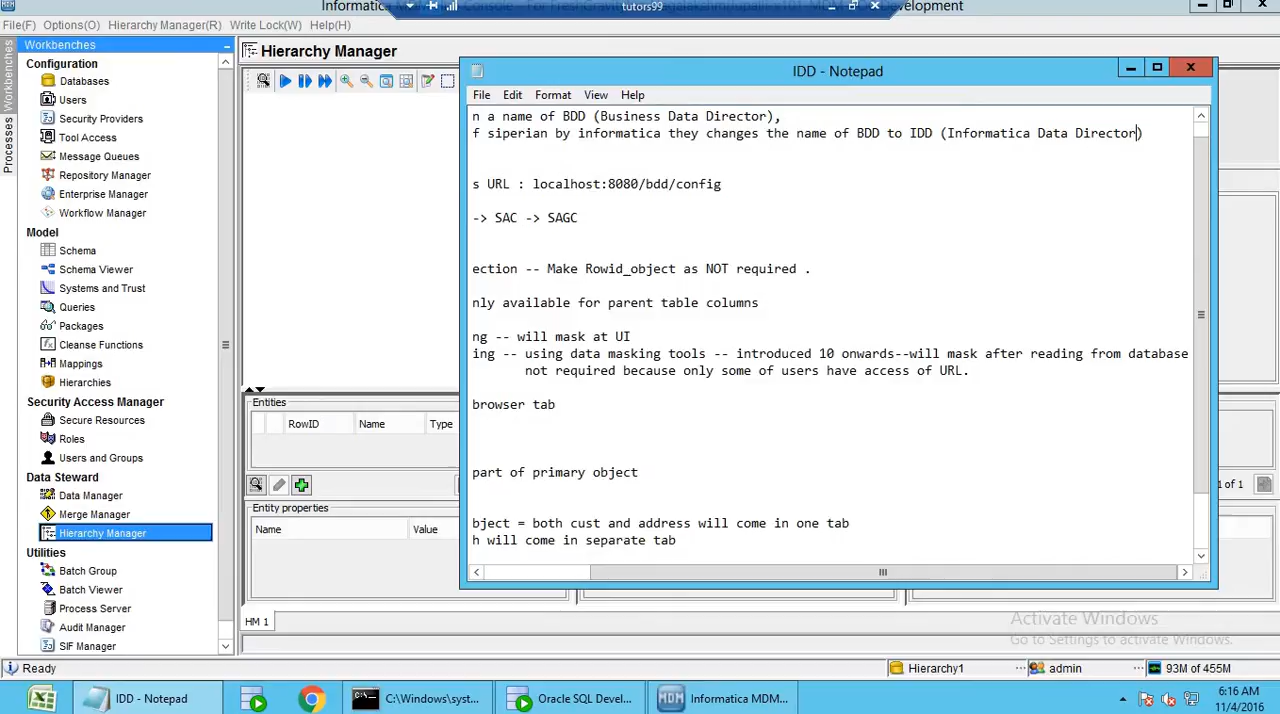 Informatica
Console - For FreshGravity
MDM
Development
tutors99
File(F) Options(O) Hierarchy Manager(R) Write Lock(W) Help(H)
Workbenches
Processes
Workbenches
Configuration
Databases
Users
Security Providers
Tool Access
Message Queues
Repository Manager
Enterprise Manager
Workflow Manager
Model
Schema
Schema Viewer
Systems and Trust
Queries
Packages
Cleanse Functions
Mappings
Hierarchies
Security Access Manager
Secure Resources
Roles
Users and Groups
Data Steward
Data Manager
Merge Manager
Hierarchy Manager
Utilities
Batch Group
Batch Viewer
Process Server
Audit Manager
SIF Manager
Hierarchy Manager
Entities
RowID Name Type
Entity properties
Name Value
HM 1
1 of 1
IDD - Notepad
File Edit Format View Help
n a name of BDD (Business Data Director),
f siperian by informatica they changes the name of BDD to IDD (Informatica Data Director)
s URL : localhost:8080/bdd/config
-> SAC -> SAGC
ection -- Make Rowid_object as NOT required .
nly available for parent table columns
ng -- will mask at UI
ing -- using data masking tools -- introduced 10 onwards--will mask after reading from database
not required because only some of users have access of URL.
browser tab
part of primary object
bject = both cust and address will come in one tab
h will come in separate tab
Activate Windows
Go to Settings to activate Windows.
Ready
Hierarchy1 ... admin ... 93M of 455M
IDD - Notepad
C:\Windows\syst...
Oracle SQL Devel...
MDM
Informatica MDM...
6:16 AM
11/4/2016